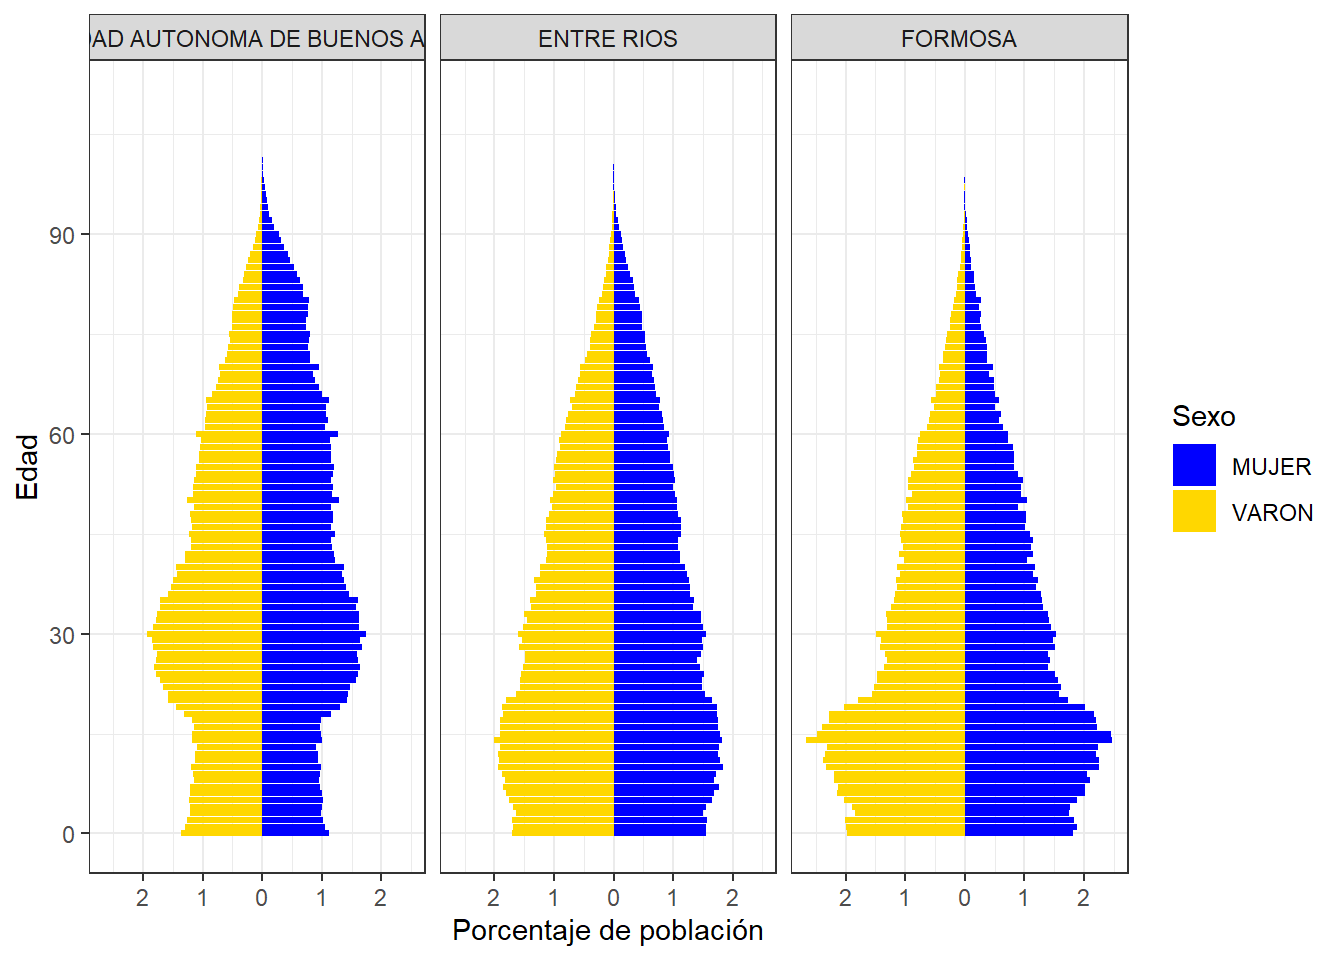 DAD AUTONOMA DE BUENOS A
ENTRE RIOS
FORMOSA
Edad
90
60
30
0
2 1 0 1 2
2 1 0 1 2
2 1 0 1 2
Porcentaje de población
Sexo
MUJER
VARON